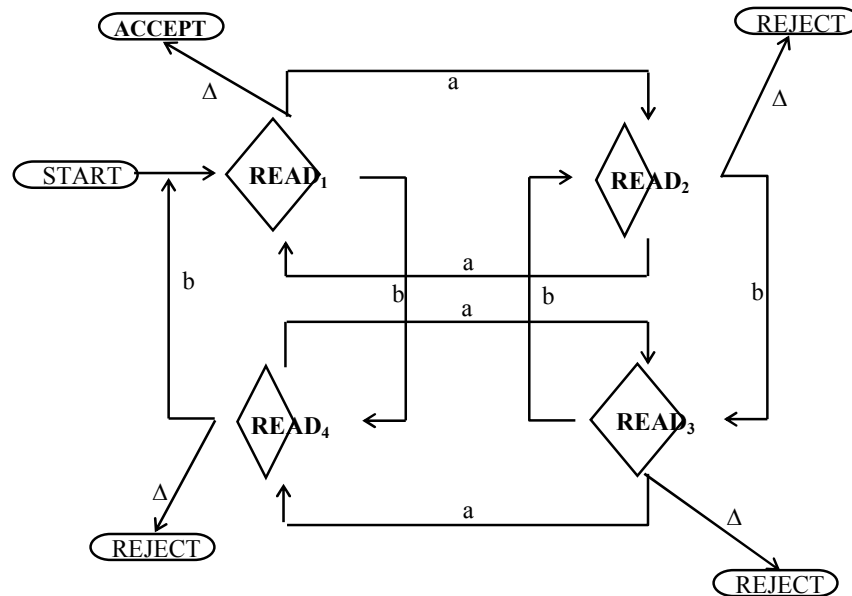 ACCEPT
REJECT
a
Δ
Δ
START
READ₁
READ₂
a
b
b
b
b
a
READ₄
READ₃
Δ
a
Δ
REJECT
REJECT